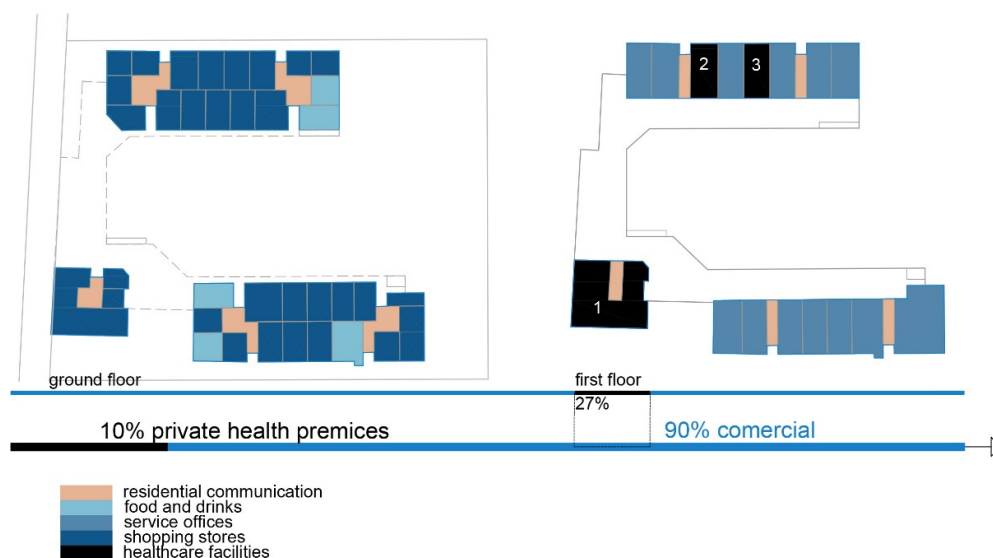 2
3
1
ground floor
first floor
27%
10% private health premices
90% comercial
residential communication
food and drinks
service offices
shopping stores
healthcare facilities